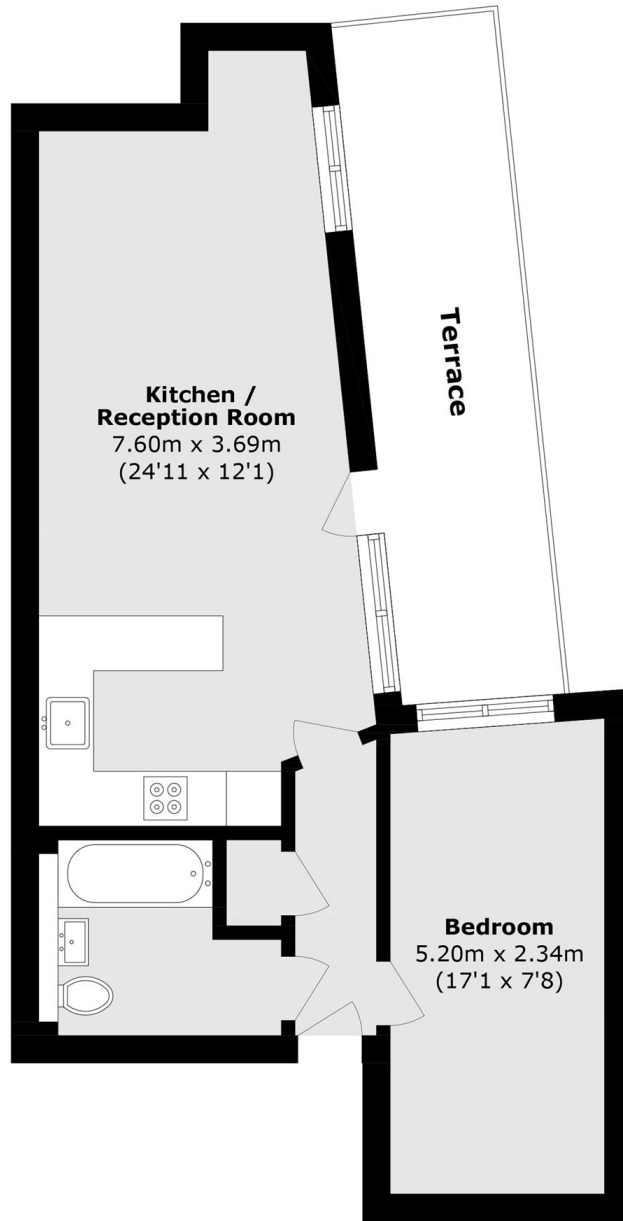 Kitchen /
Reception Room
7.60m x 3.69m
(24'11 x 12'1)
Terrace
Bedroom
5.20m x 2.34m
(17'1 x 7'8)